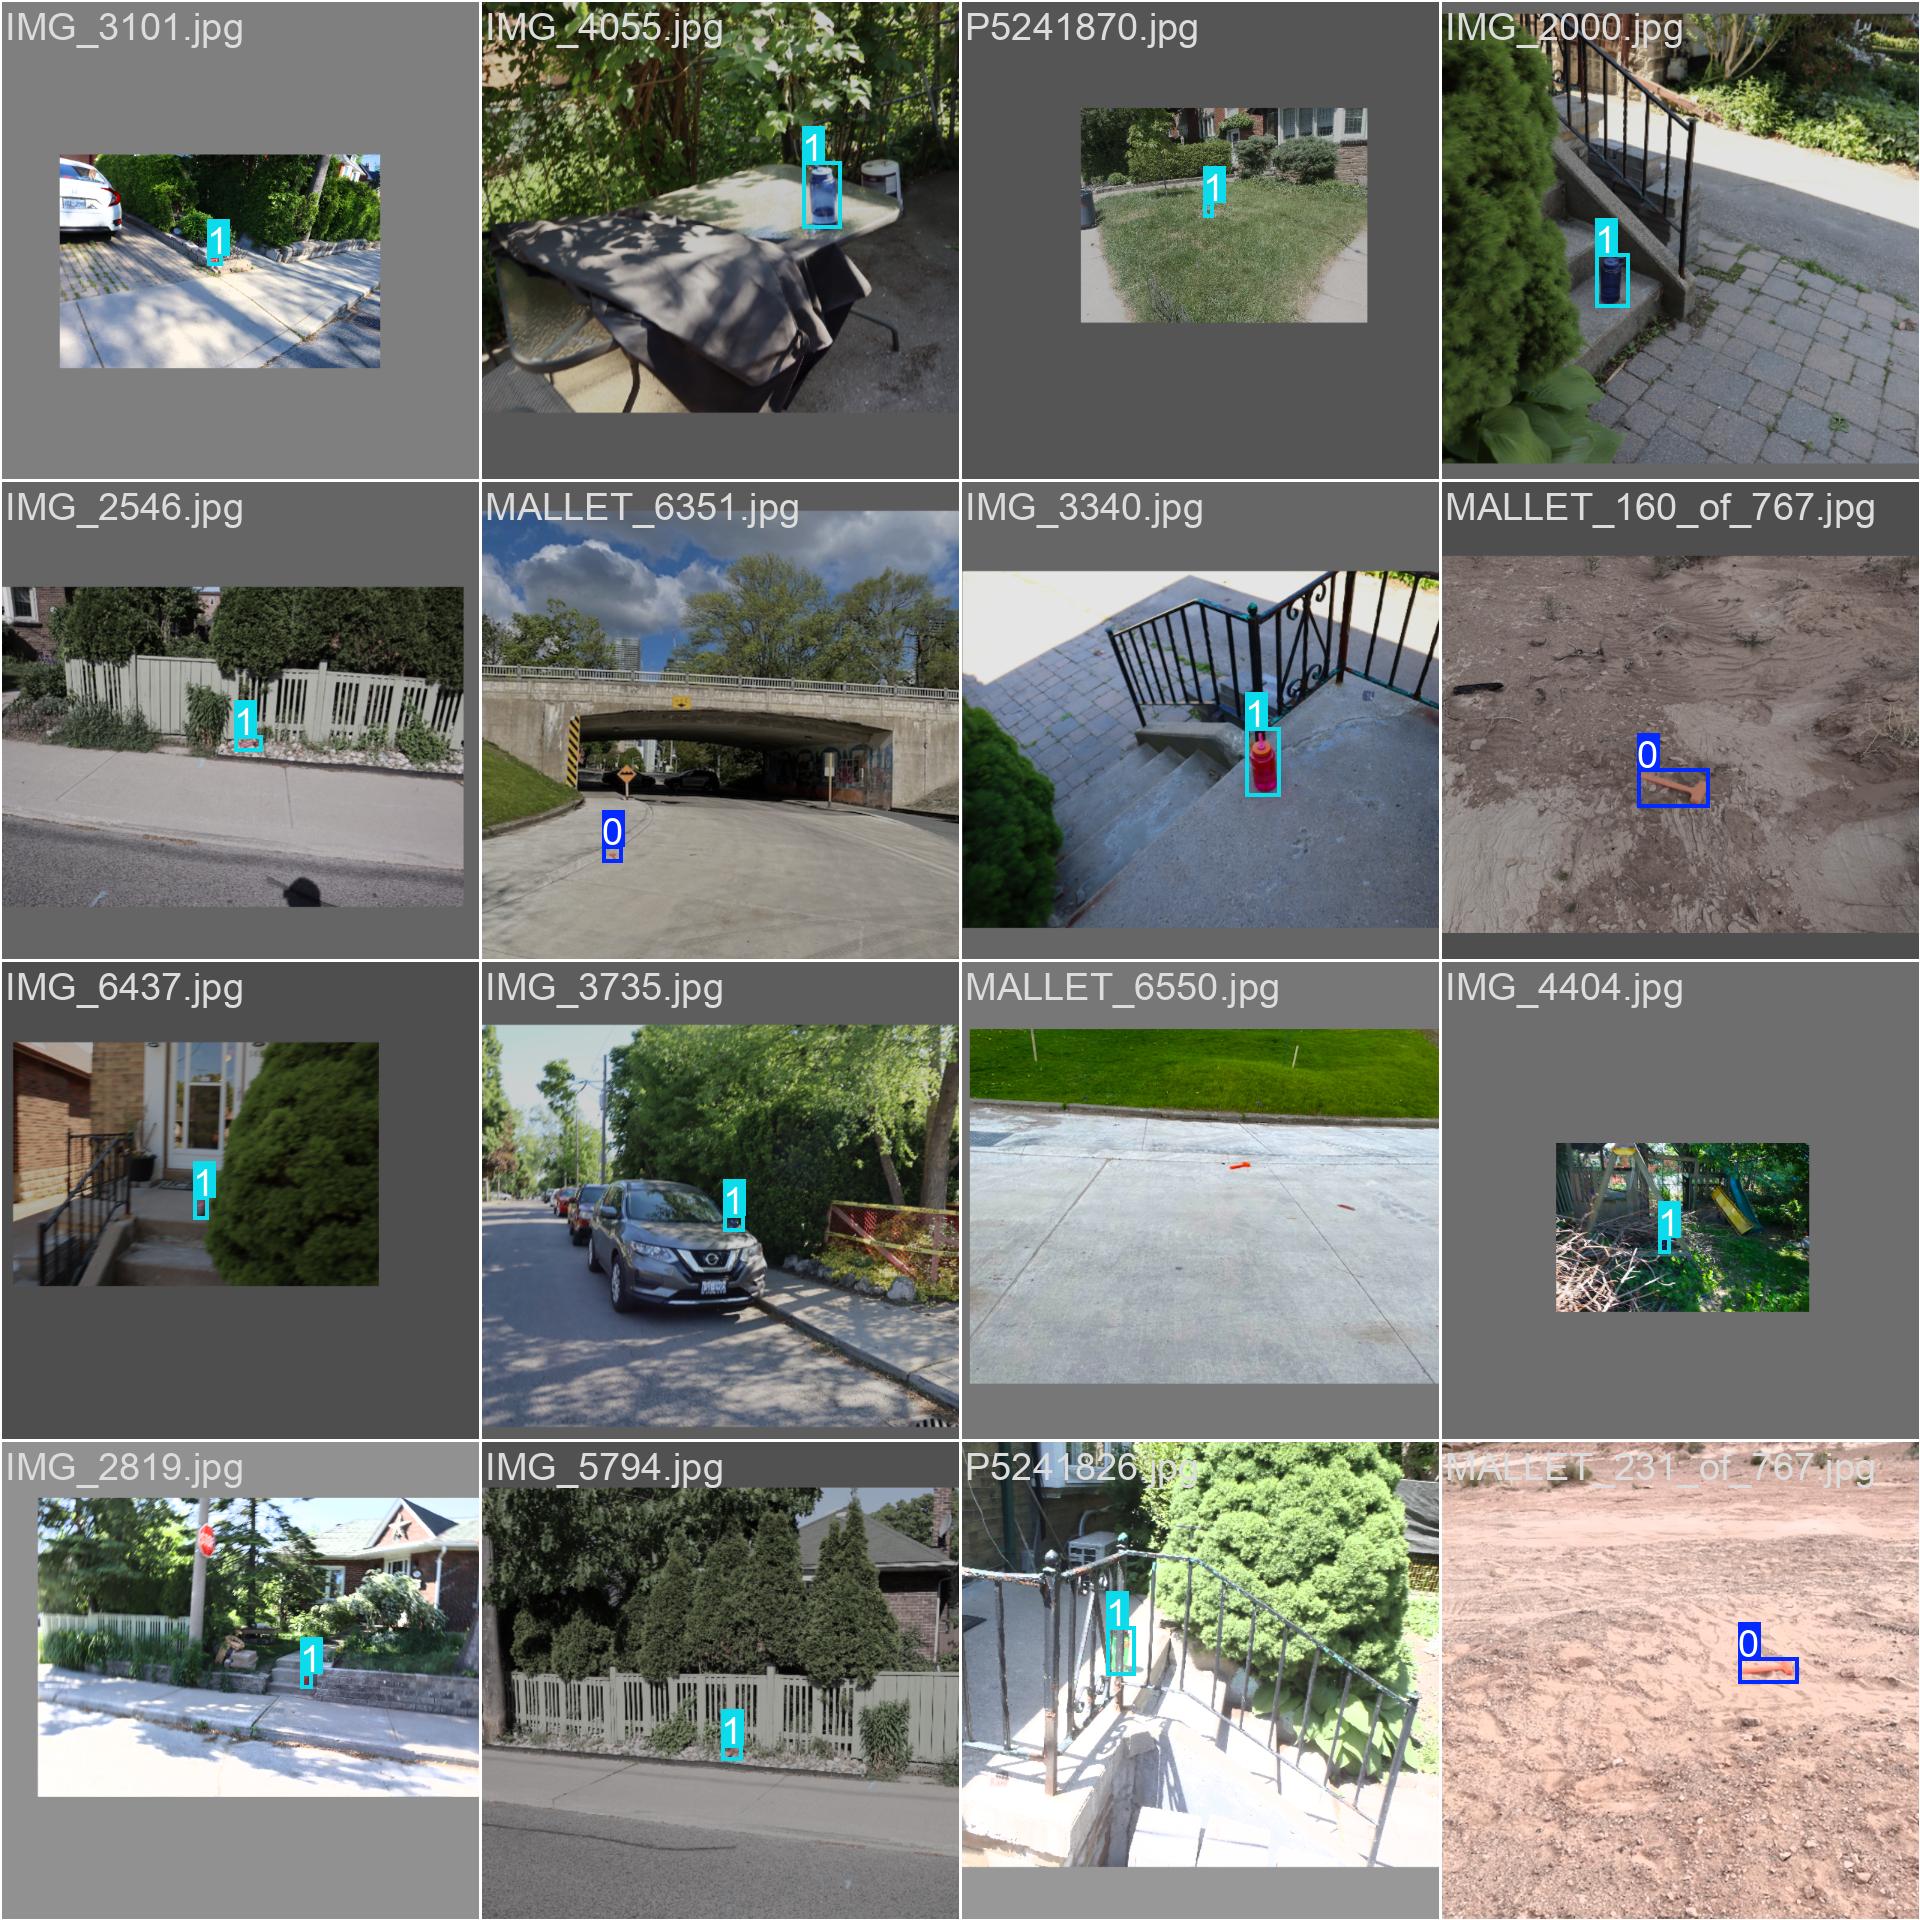 IMG_3101.jpg
IMG_4055.jpg
P5241870.jpg
IMG_2000.jpg
1
1
1
1
IMG_2546.jpg
MALLET_6351.jpg
IMG_3340.jpg
MALLET_160_of_767.jpg
1
0
1
0
IMG_6437.jpg
IMG_3735.jpg
MALLET_6550.jpg
IMG_4404.jpg
1
1
1
IMG_2819.jpg
IMG_5794.jpg
P5241826.jpg
MALLET_231_of_767.jpg
1
1
1
0